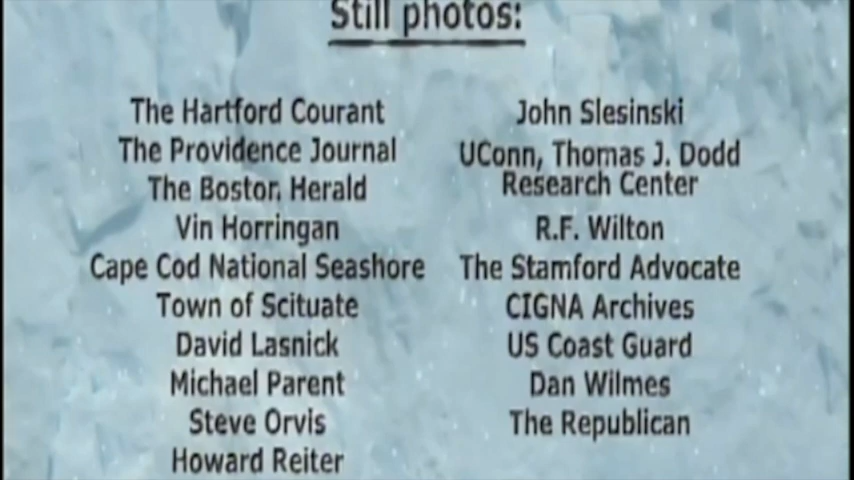 Still photos:
The Hartford Courant
The Providence Journal
The Boston Herald
Vin Horringan
Cape Cod National Seashore
Town of Scituate
David Lasnick
Michael Parent
Steve Orvis
Howard Reiter
John Slesinski
UConn, Thomas J. Dodd
Research Center
R.F. Wilton
The Stamford Advocate
CIGNA Archives
US Coast Guard
Dan Wilmes
The Republican